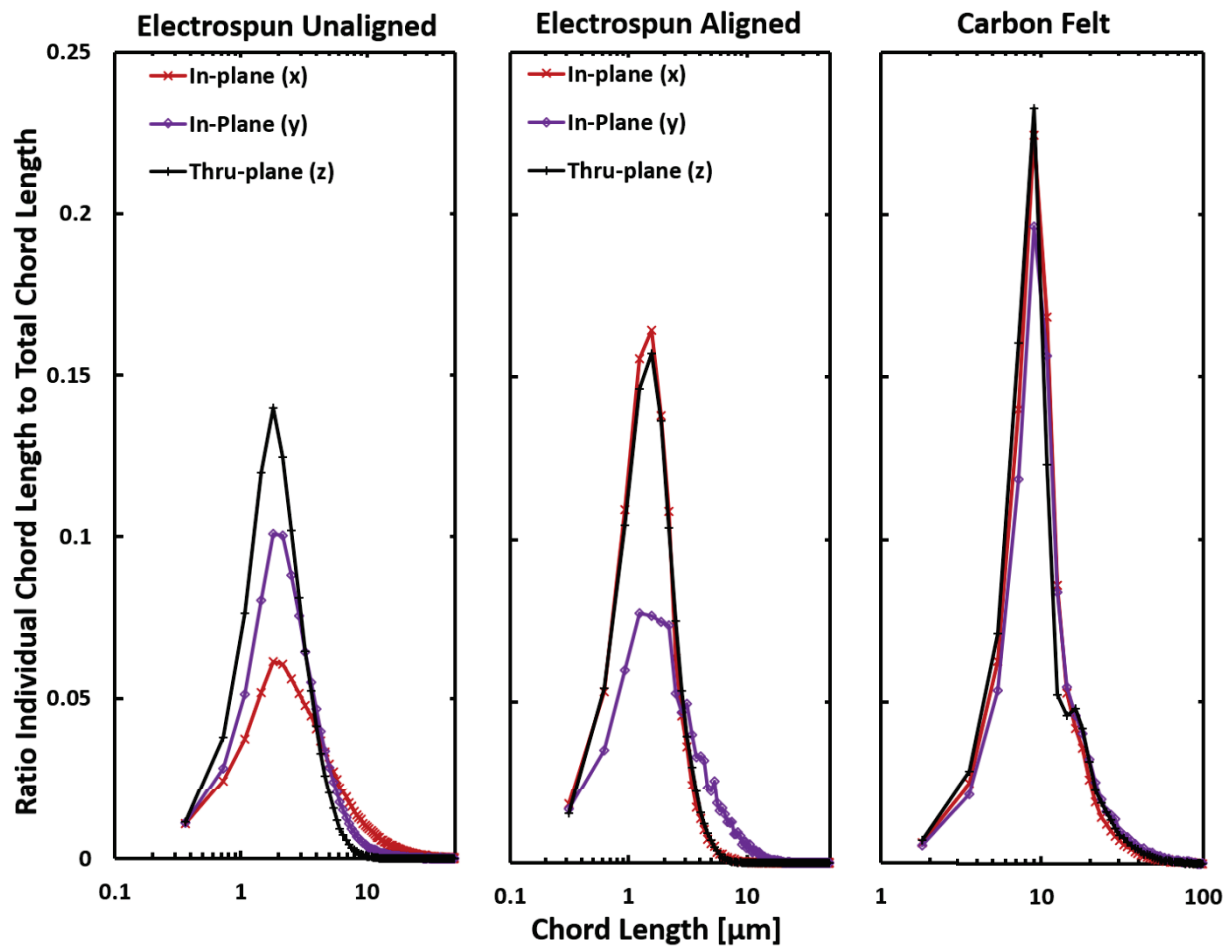 Electrospun Unaligned
Electrospun Aligned
Carbon Felt
Ratio Individual Chord Length to Total Chord Length
0.25
0.2
0.15
0.1
0.05
0
In-plane (x)
In-Plane (y)
Thru-plane (z)
In-plane (x)
In-Plane (y)
Thru-plane (z)
0.1 1 10
0.1 1 10
1 10 100
Chord Length [µm]